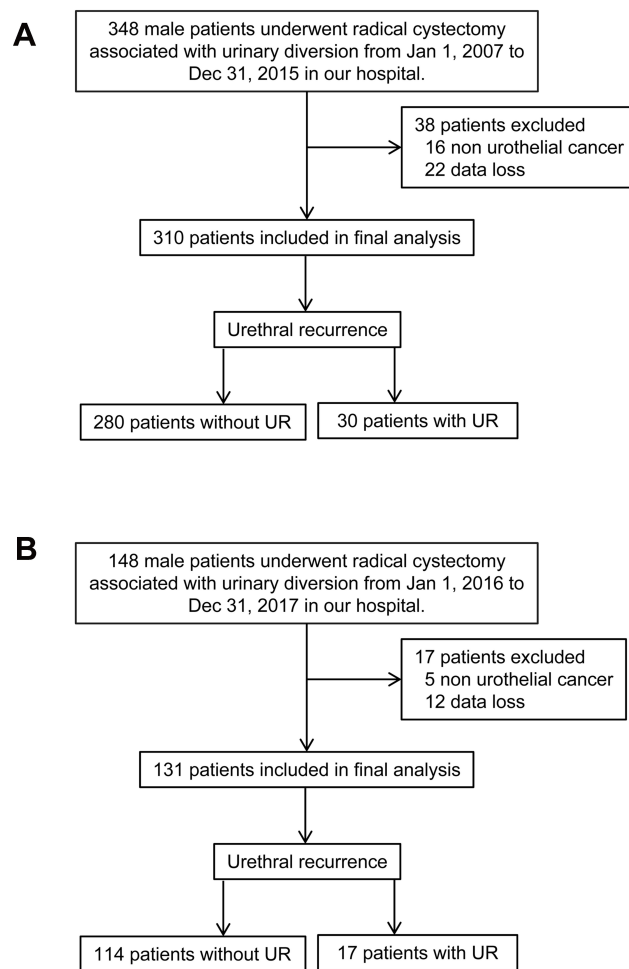 A
348 male patients underwent radical cystectomy
associated with urinary diversion from Jan 1, 2007 to
Dec 31, 2015 in our hospital.
38 patients excluded
16 non urothelial cancer
22 data loss
310 patients included in final analysis
Urethral recurrence
280 patients without UR
30 patients with UR
B
148 male patients underwent radical cystectomy
associated with urinary diversion from Jan 1, 2016 to
Dec 31, 2017 in our hospital.
17 patients excluded
5 non urothelial cancer
12 data loss
131 patients included in final analysis
Urethral recurrence
114 patients without UR
17 patients with UR